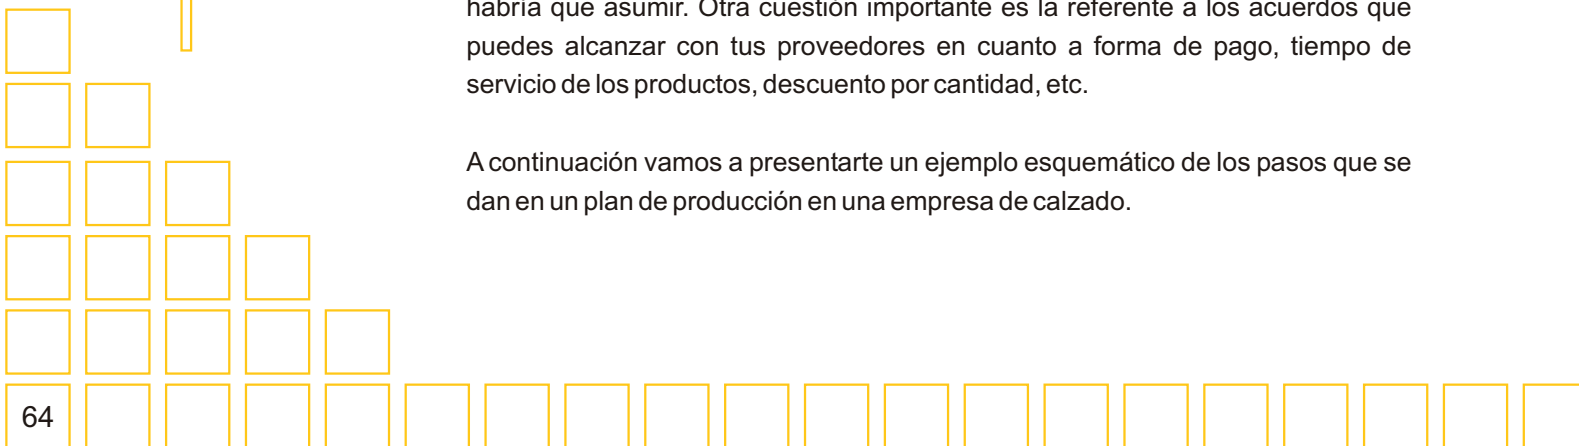 habría que asumir. Otra cuestión importante es la referente a los acuerdos que
puedes alcanzar con tus proveedores en cuanto a forma de pago, tiempo de
servicio de los productos, descuento por cantidad, etc.
A continuación vamos a presentarte un ejemplo esquemático de los pasos que se
dan en un plan de producción en una empresa de calzado.
64